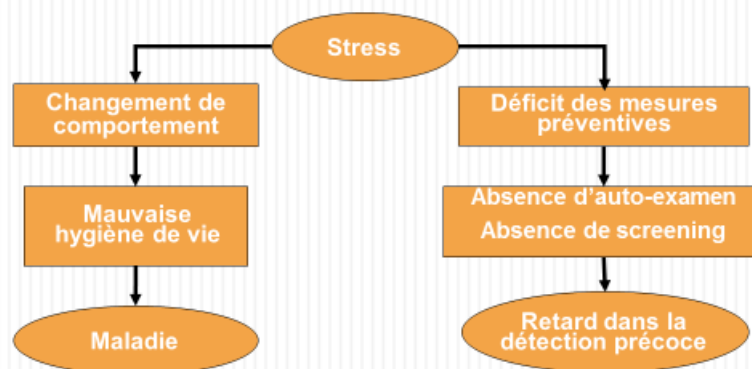 Stress
Changement de
comportement
Déficit des mesures
préventives
Mauvaise
hygiène de vie
Absence d'auto-examen
Absence de screening
Maladie
Retard dans la
détection précoce